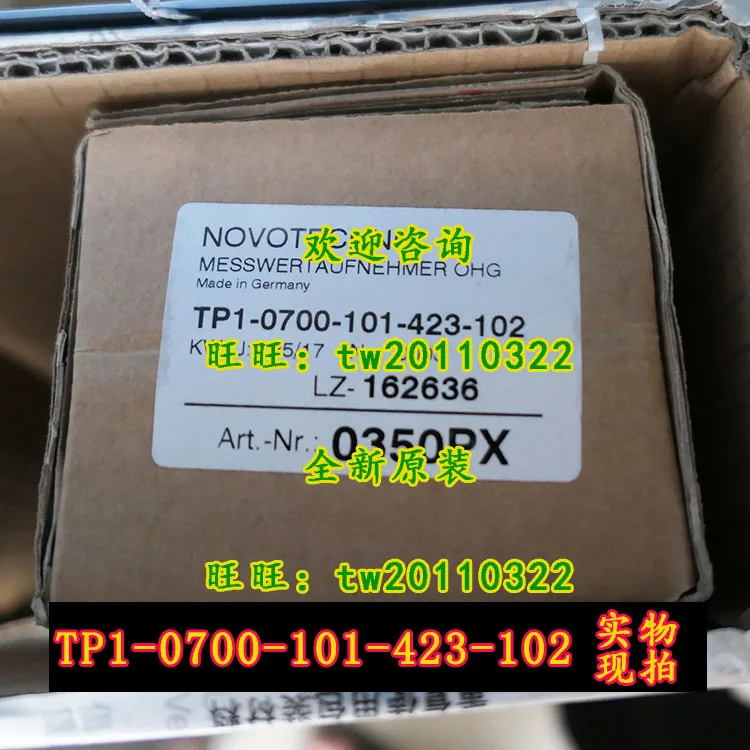 NOVOTECHNIK
欢迎咨询
MESSWERTAUFNEHMER OHG
Made in Germany
TP1-0700-101-423-102
旺旺：tw20110322
LZ- 162636
Art.-Nr.: 0350PX
全新原装
旺旺：tw20110322
TP1-0700-101-423-102 实物现拍